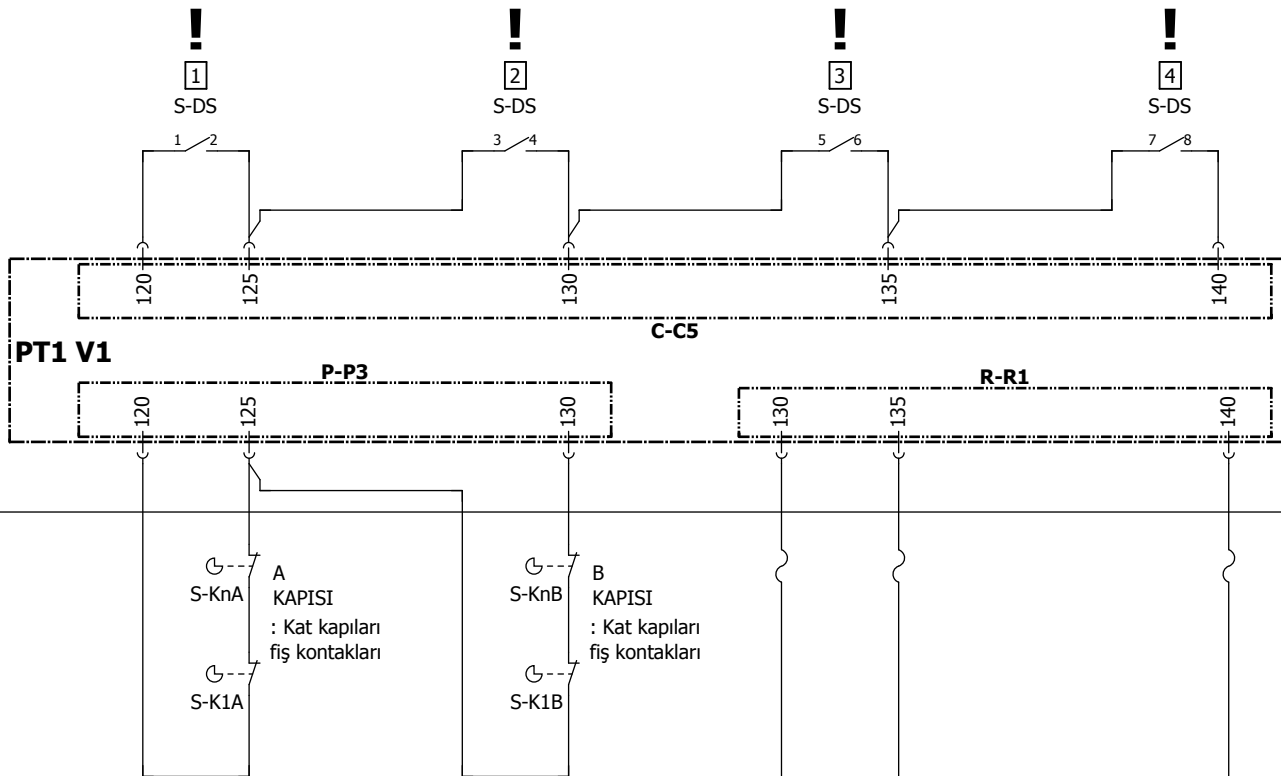 ! ! ! !
1 2 3 4
S-DS S-DS S-DS S-DS
1 2 3 4 5 6 7 8
120 125 130 135 140
C-C5
PT1 V1
P-P3 R-R1
120 125 130 130 135 140
S-KnA A KAPISI
: Kat kapıları
fiş kontakları
S-K1A
S-KnB B KAPISI
: Kat kapıları
fiş kontakları
S-K1B